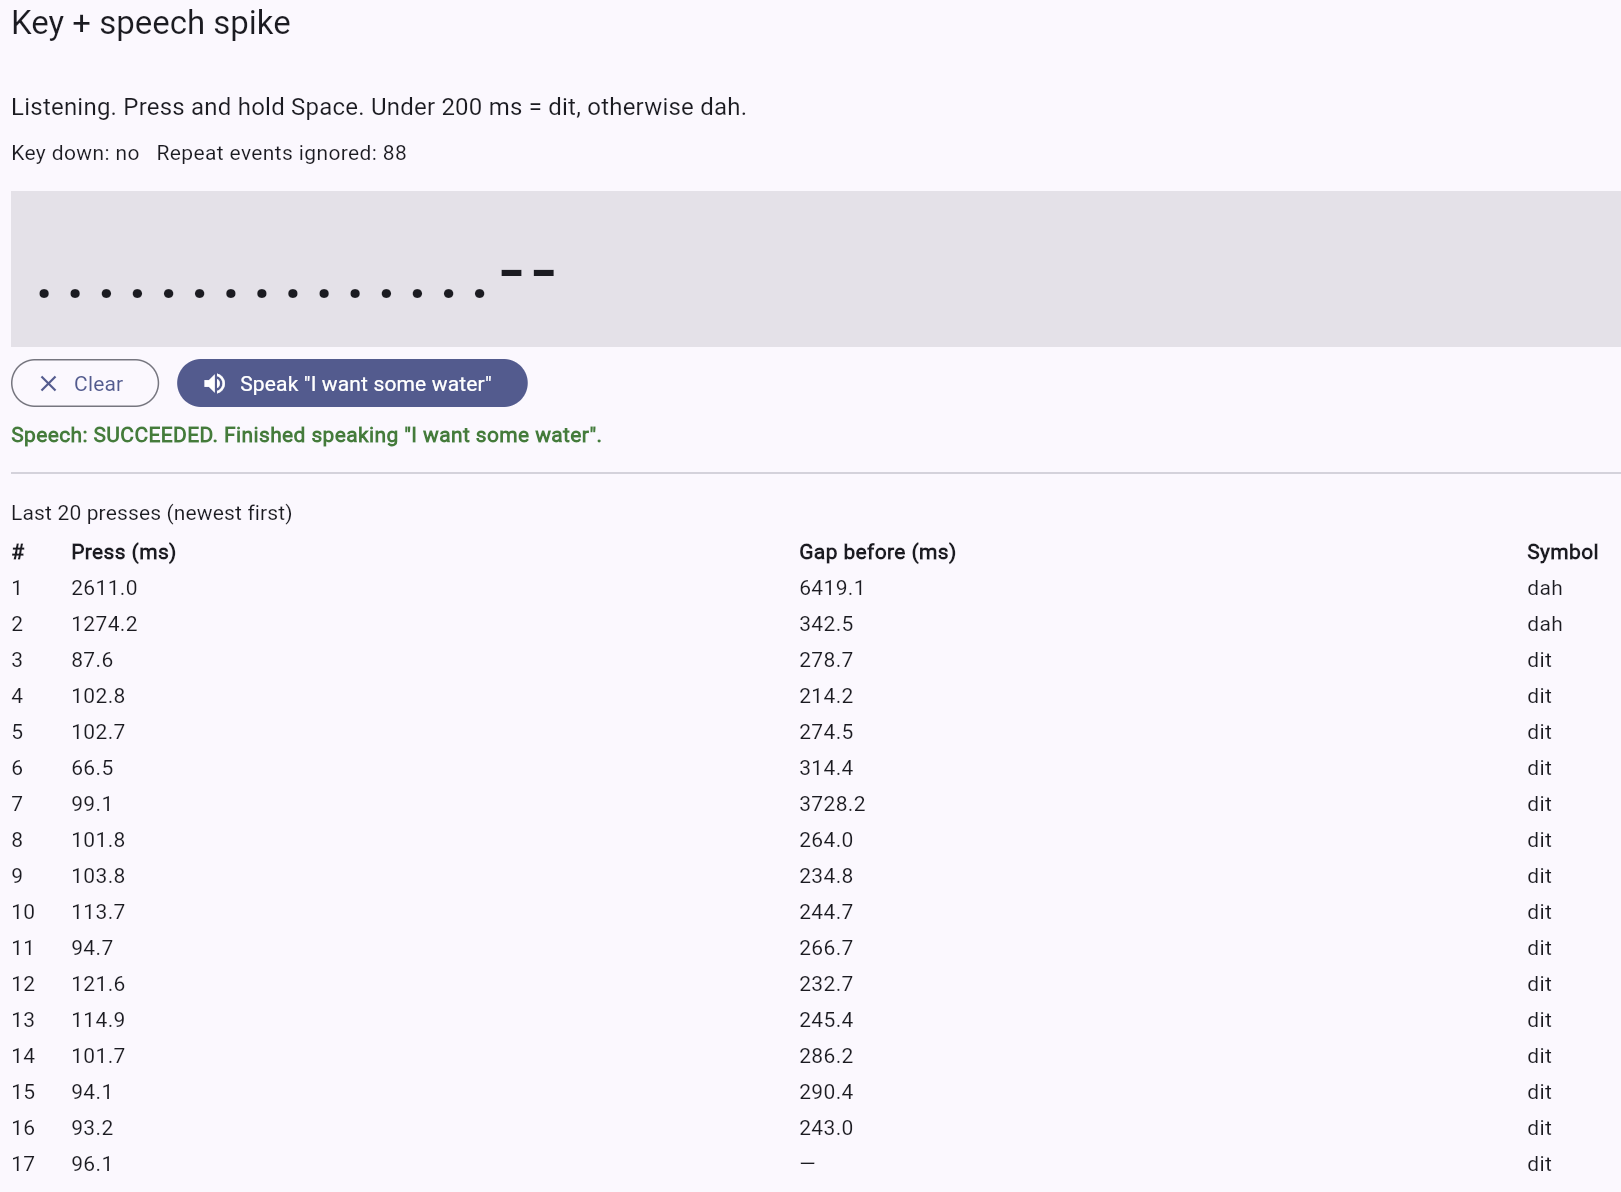 Key + speech spike
Listening. Press and hold Space. Under 200 ms = dit, otherwise dah.
Key down: no Repeat events ignored: 88
...............--
Clear
Speak "I want some water"
Speech: SUCCEEDED. Finished speaking "I want some water".
Last 20 presses (newest first)
# Press (ms) Gap before (ms) Symbol
1 2611.0 6419.1 dah
2 1274.2 342.5 dah
3 87.6 278.7 dit
4 102.8 214.2 dit
5 102.7 274.5 dit
6 66.5 314.4 dit
7 99.1 3728.2 dit
8 101.8 264.0 dit
9 103.8 234.8 dit
10 113.7 244.7 dit
11 94.7 266.7 dit
12 121.6 232.7 dit
13 114.9 245.4 dit
14 101.7 286.2 dit
15 94.1 290.4 dit
16 93.2 243.0 dit
17 96.1 — dit